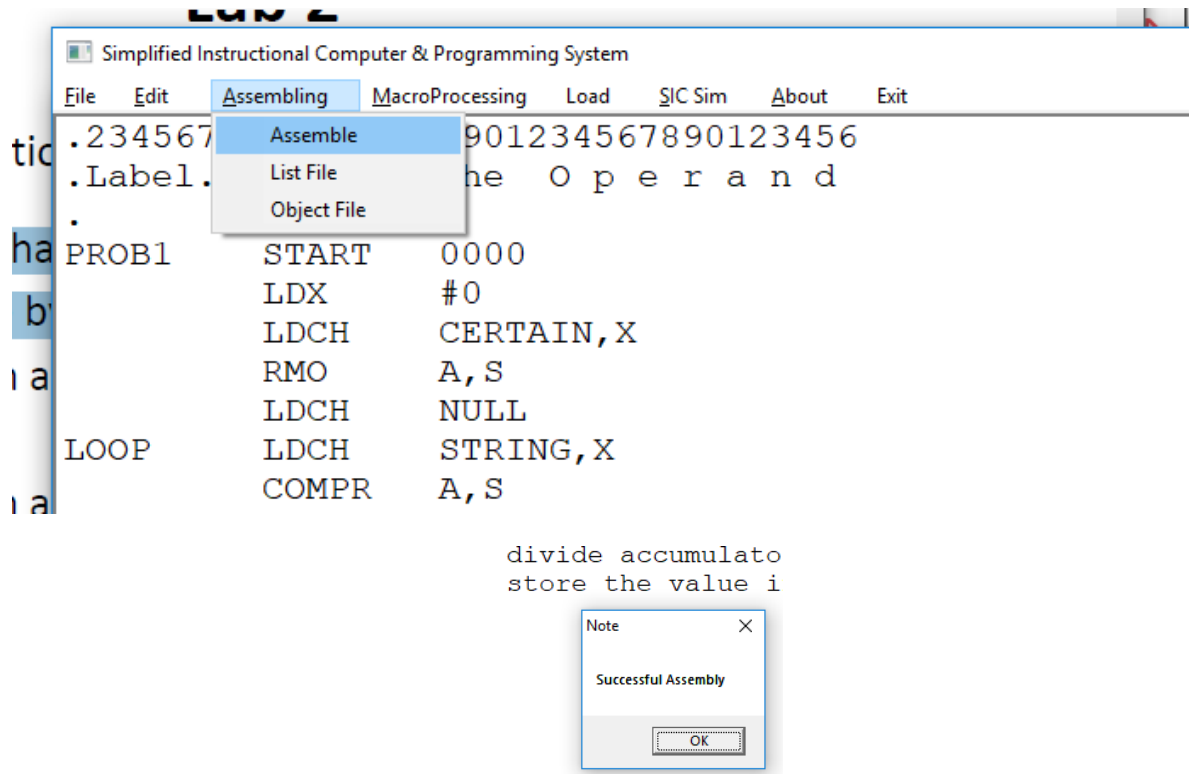 Lab 2
Simplified Instructional Computer & Programming System
File Edit Assembling MacroProcessing Load SIC Sim About Exit
Assemble
List File
Object File
.234567 901234567890123456
.Label. he O p e r a n d
.
PROB1 START 0000
LDX #0
LDCH CERTAIN,X
RMO A,S
LDCH NULL
LOOP LDCH STRING,X
COMPR A,S
divide accumulato
store the value i
Note
Successful Assembly
OK